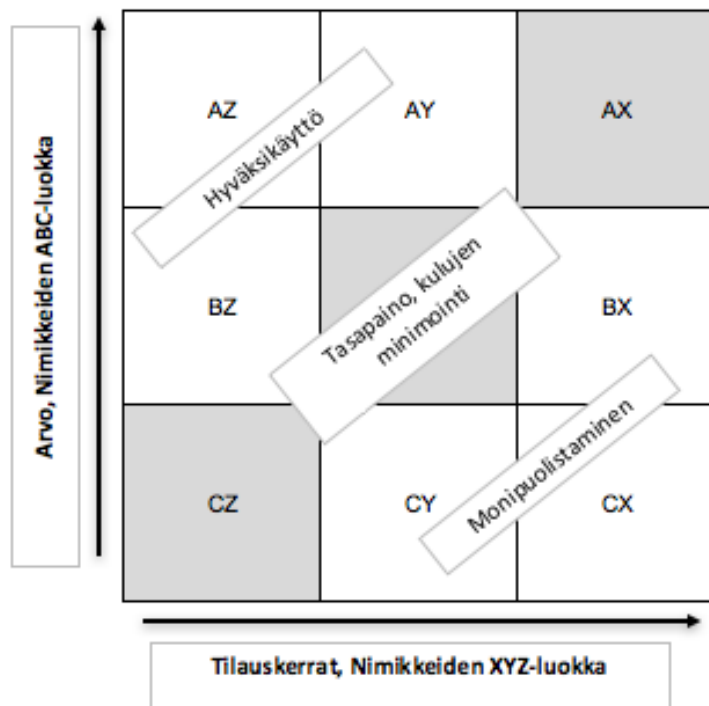 Arvo, Nimikkeiden ABC-luokka
AZ
AY
AX
Hyväksikäyttö
BZ
Tasapaino, kulujen
minimointi
BX
CZ
CY
CX
Monipuolistaminen
Tilauskerrat, Nimikkeiden XYZ-luokka